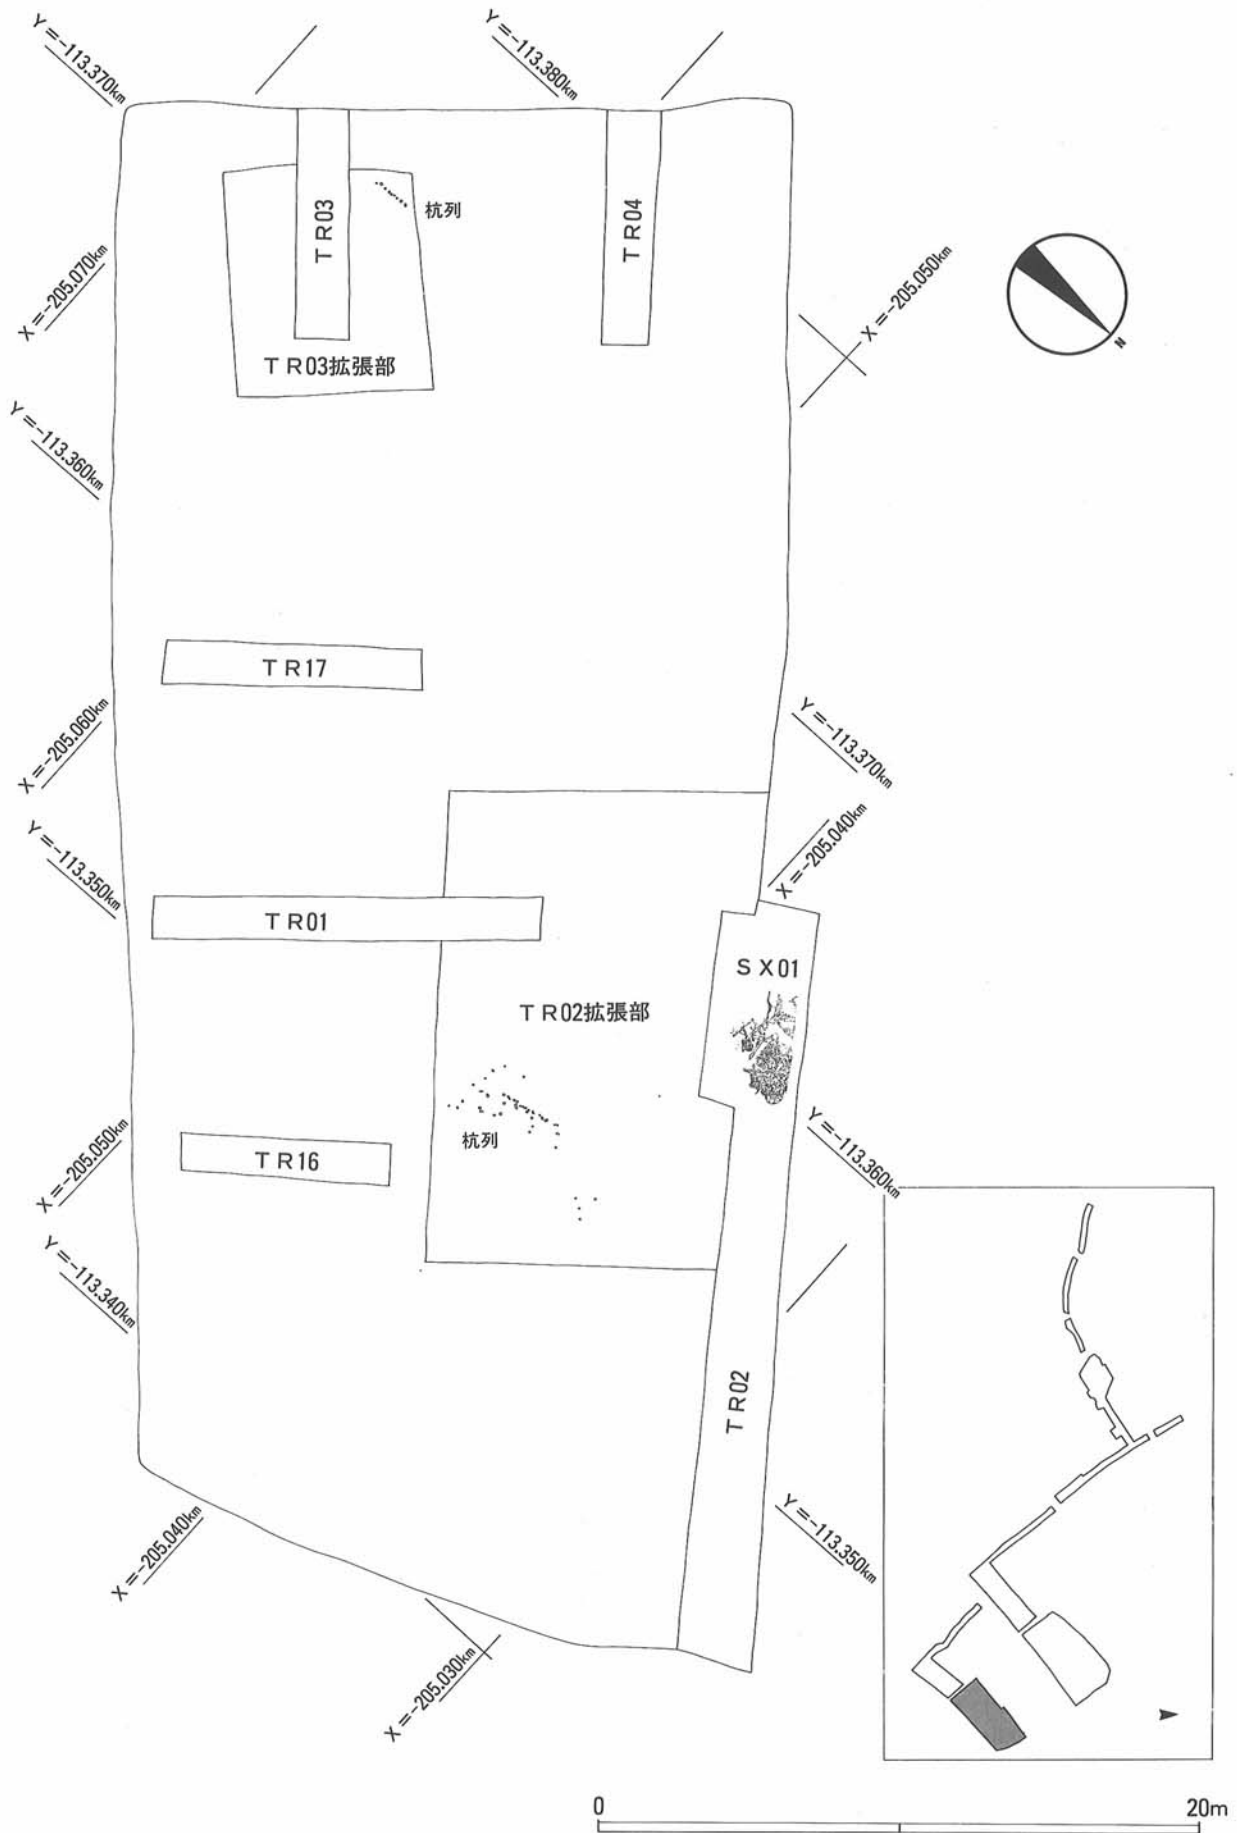 Y=-113.370km
Y=-113.380km
TR03
杭列
TR04
X=-205.070km
X=-205.050km
N
TR03拡張部
Y=-113.360km
TR17
X=-205.060km
Y=-113.370km
X=-205.040km
Y=-113.350km
TR01
SX01
TR02拡張部
杭列
X=-205.050km
TR16
Y=-113.360km
Y=-113.340km
TR02
X=-205.040km
Y=-113.350km
X=-205.030km
0 20m